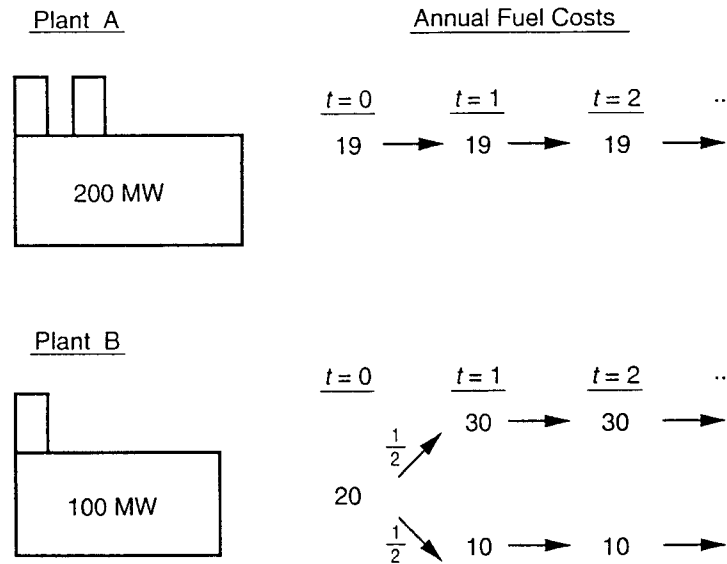 Plant A Annual Fuel Costs
t = 0 t = 1 t = 2 ..
19 19 19
200 MW
Plant B
t = 0 t = 1 t = 2 ..
30 30
1/2
100 MW 20
1/2
10 10